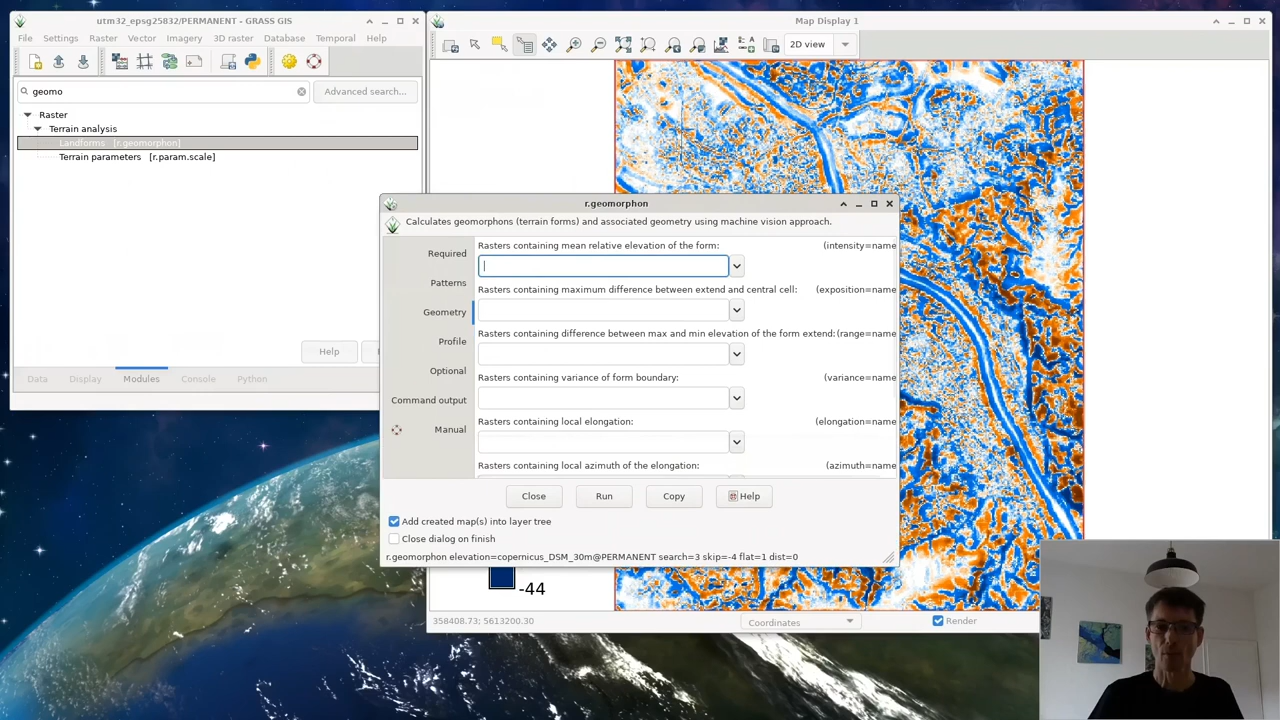 utm32_epsg25832/PERMANENT - GRASS GIS
File Settings Raster Vector Imagery 3D raster Database Temporal Help
geomo
Advanced search...
Raster
Terrain analysis
Landforms [r.geomorphon]
Terrain parameters [r.param.scale]
Help
Data Display Modules Console Python
Map Display 1
2D view
r.geomorphon
Calculates geomorphons (terrain forms) and associated geometry using machine vision approach.
Required
Patterns
Geometry
Profile
Optional
Command output
Manual
Rasters containing mean relative elevation of the form: (intensity=name
Rasters containing maximum difference between extend and central cell: (exposition=name
Rasters containing difference between max and min elevation of the form extend: (range=name
Rasters containing variance of form boundary: (variance=name
Rasters containing local elongation: (elongation=name
Rasters containing local azimuth of the elongation: (azimuth=name
Close Run Copy Help
Add created map(s) into layer tree
Close dialog on finish
r.geomorphon elevation=copernicus_DSM_30m@PERMANENT search=3 skip=-4 flat=1 dist=0
-44
358408.73; 5613200.30
Coordinates
Render